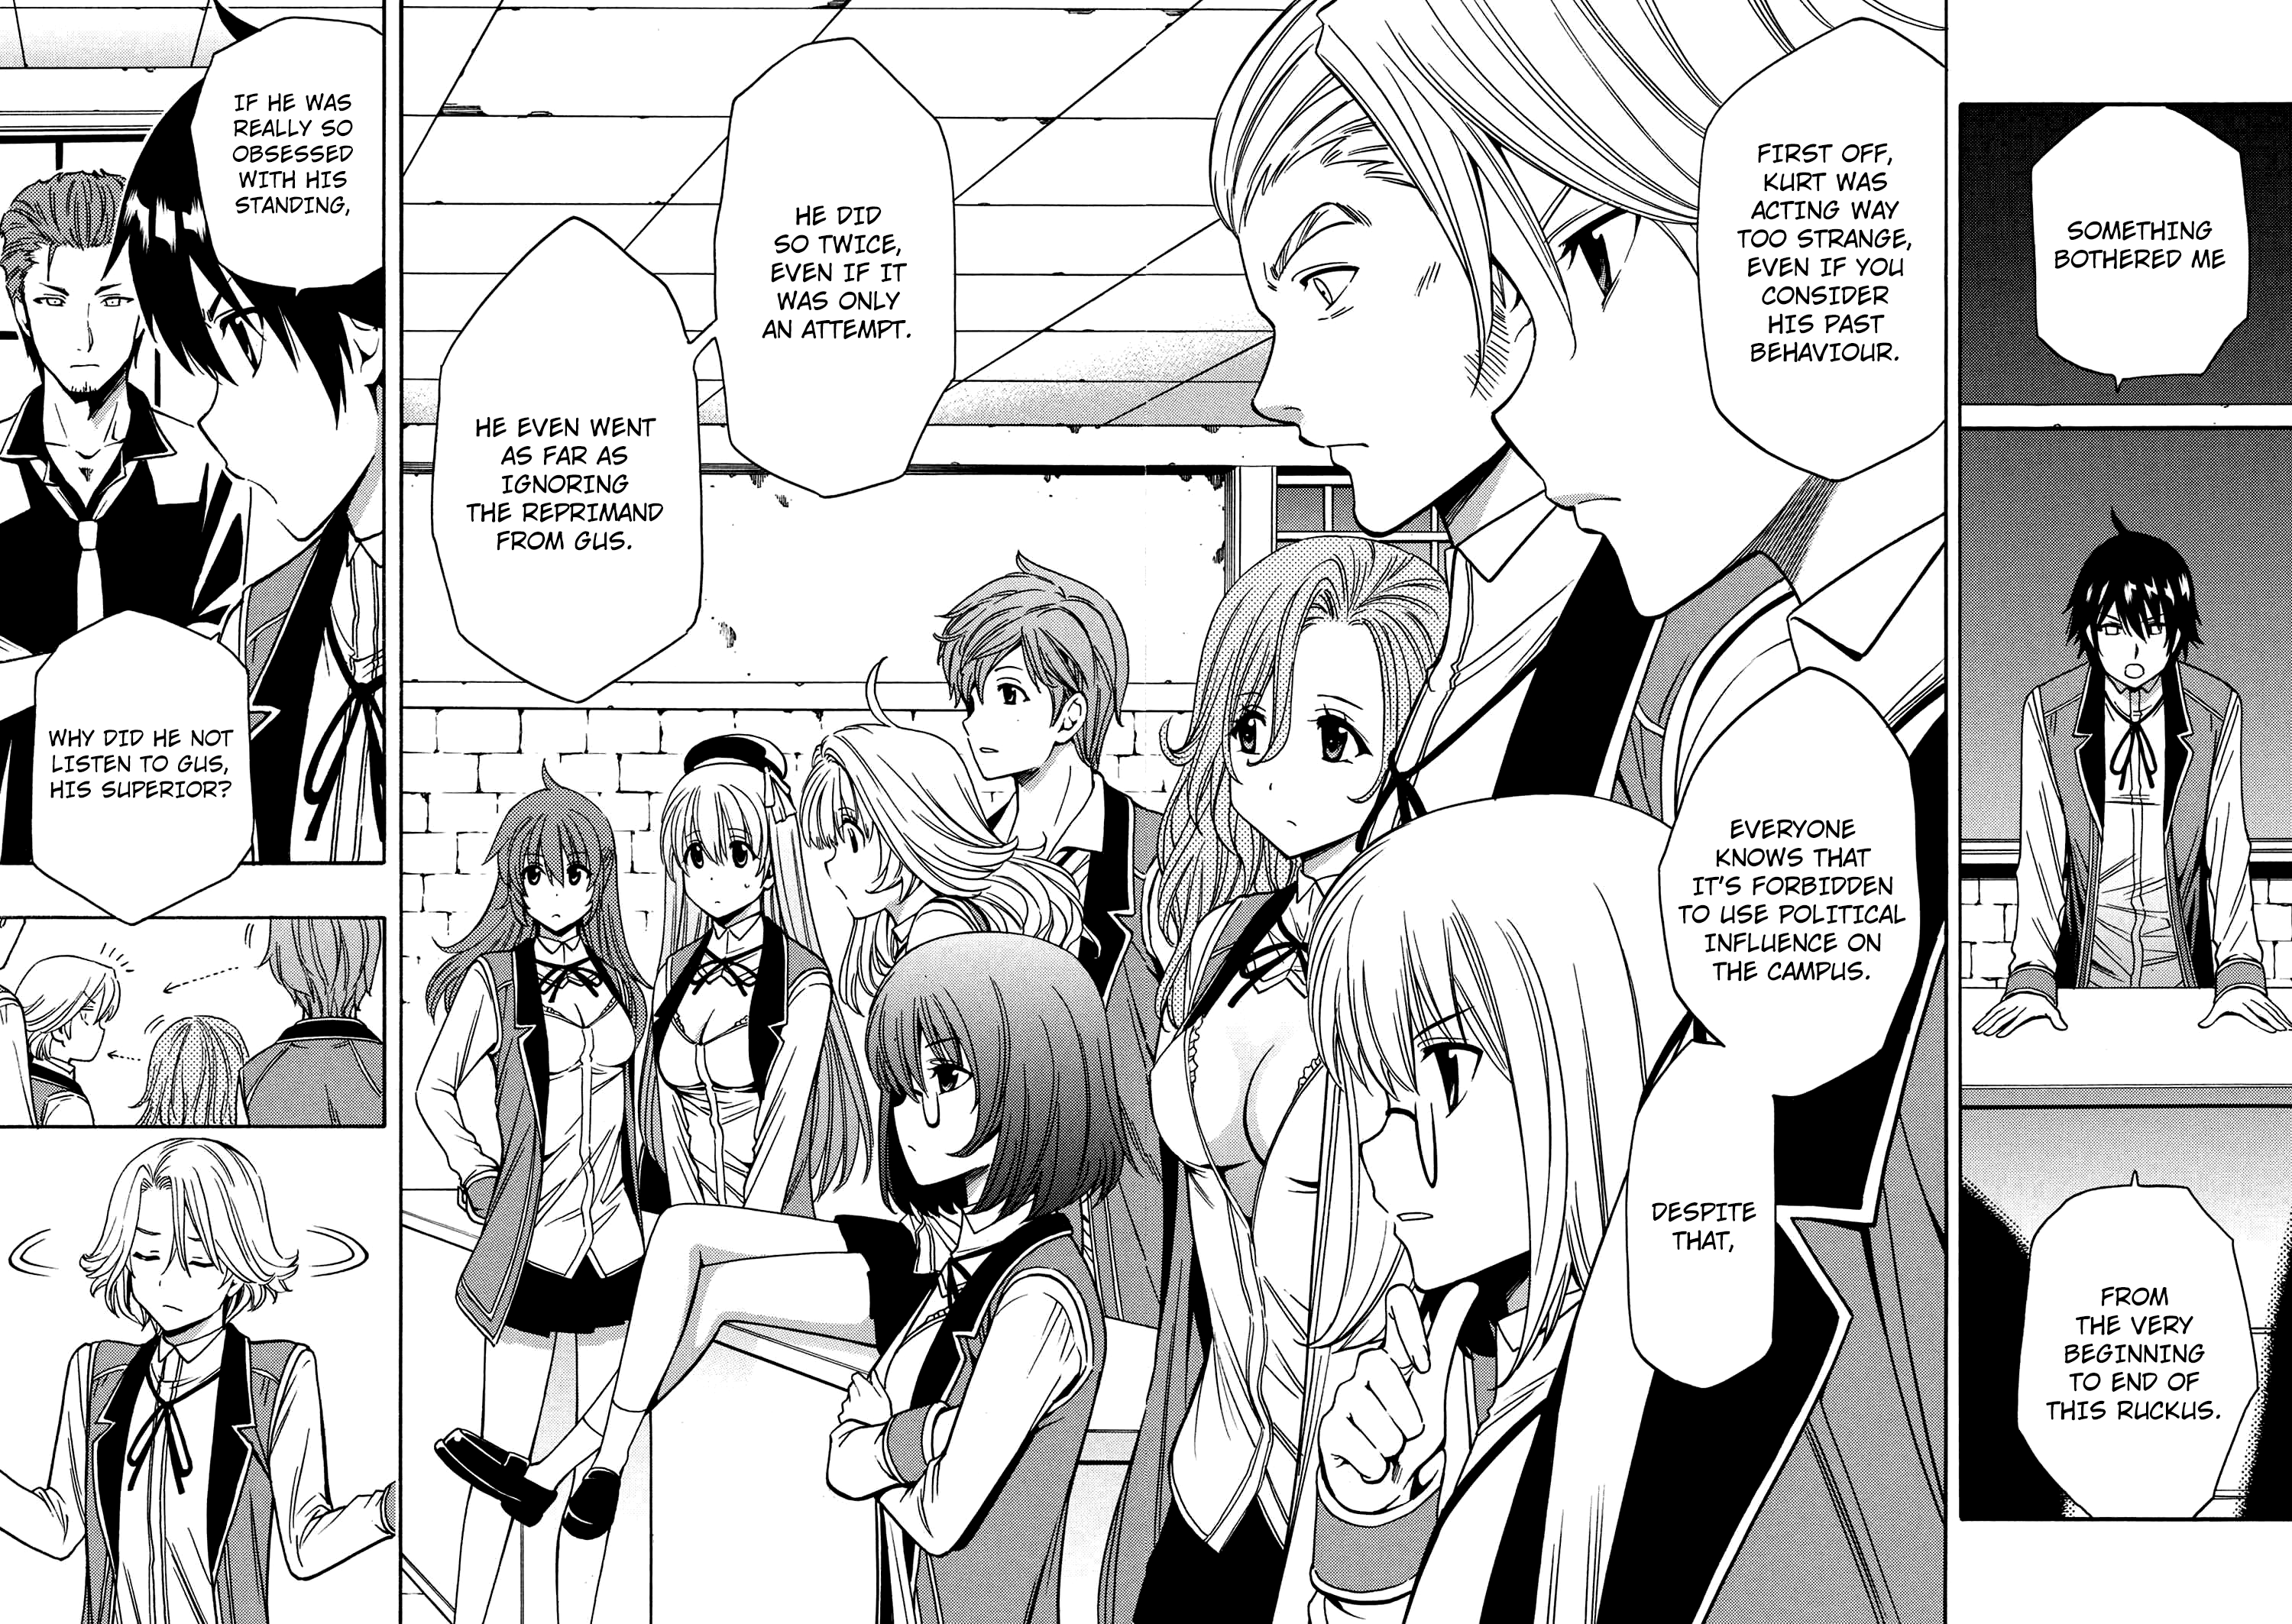 SOMETHING
BOTHERED ME
FROM
THE VERY
BEGINNING
TO END OF
THIS RUCKUS.
FIRST OFF,
KURT WAS
ACTING WAY
TOO STRANGE,
EVEN IF YOU
CONSIDER
HIS PAST
BEHAVIOUR.
EVERYONE
KNOWS THAT
IT'S FORBIDDEN
TO USE POLITICAL
INFLUENCE ON
THE CAMPUS.
DESPITE
THAT,
HE DID
SO TWICE,
EVEN IF IT
WAS ONLY
AN ATTEMPT.
HE EVEN WENT
AS FAR AS
IGNORING
THE REPRIMAND
FROM GUS.
IF HE WAS
REALLY SO
OBSESSED
WITH HIS
STANDING,
WHY DID HE NOT
LISTEN TO GUS,
HIS SUPERIOR?